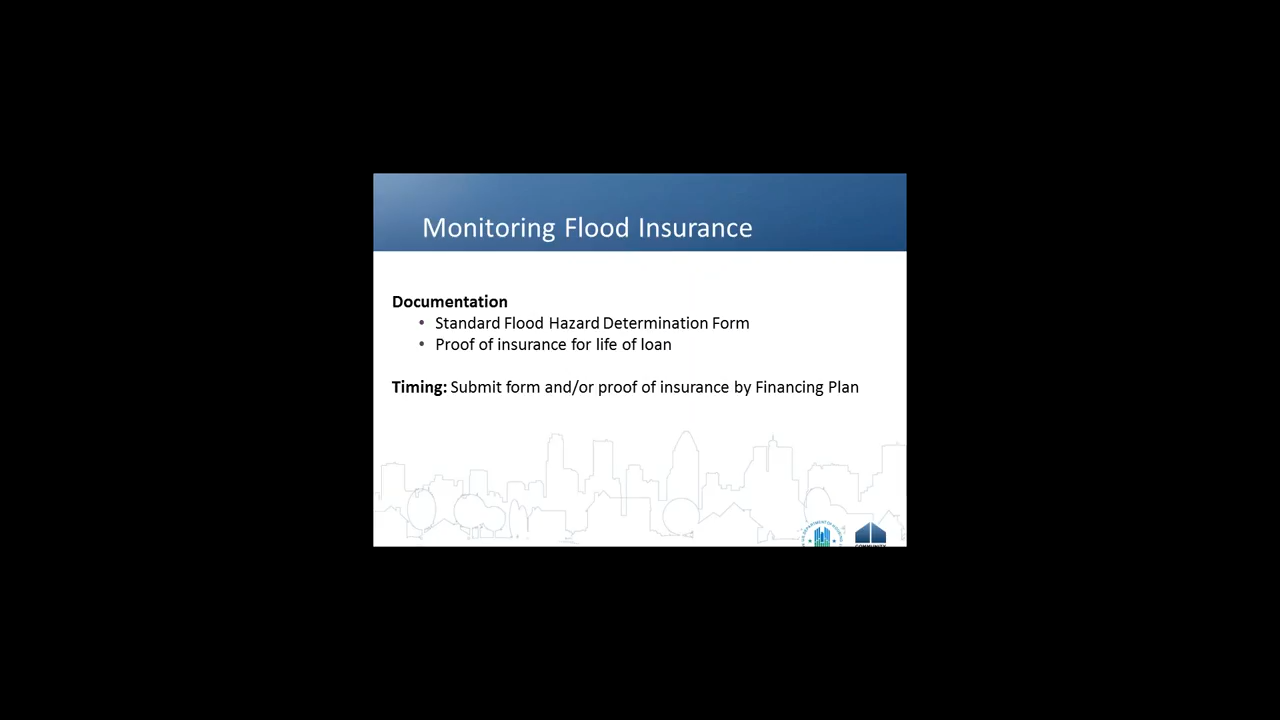 Monitoring Flood Insurance
Documentation
• Standard Flood Hazard Determination Form
• Proof of insurance for life of loan
Timing: Submit form and/or proof of insurance by Financing Plan
COMMUNITY